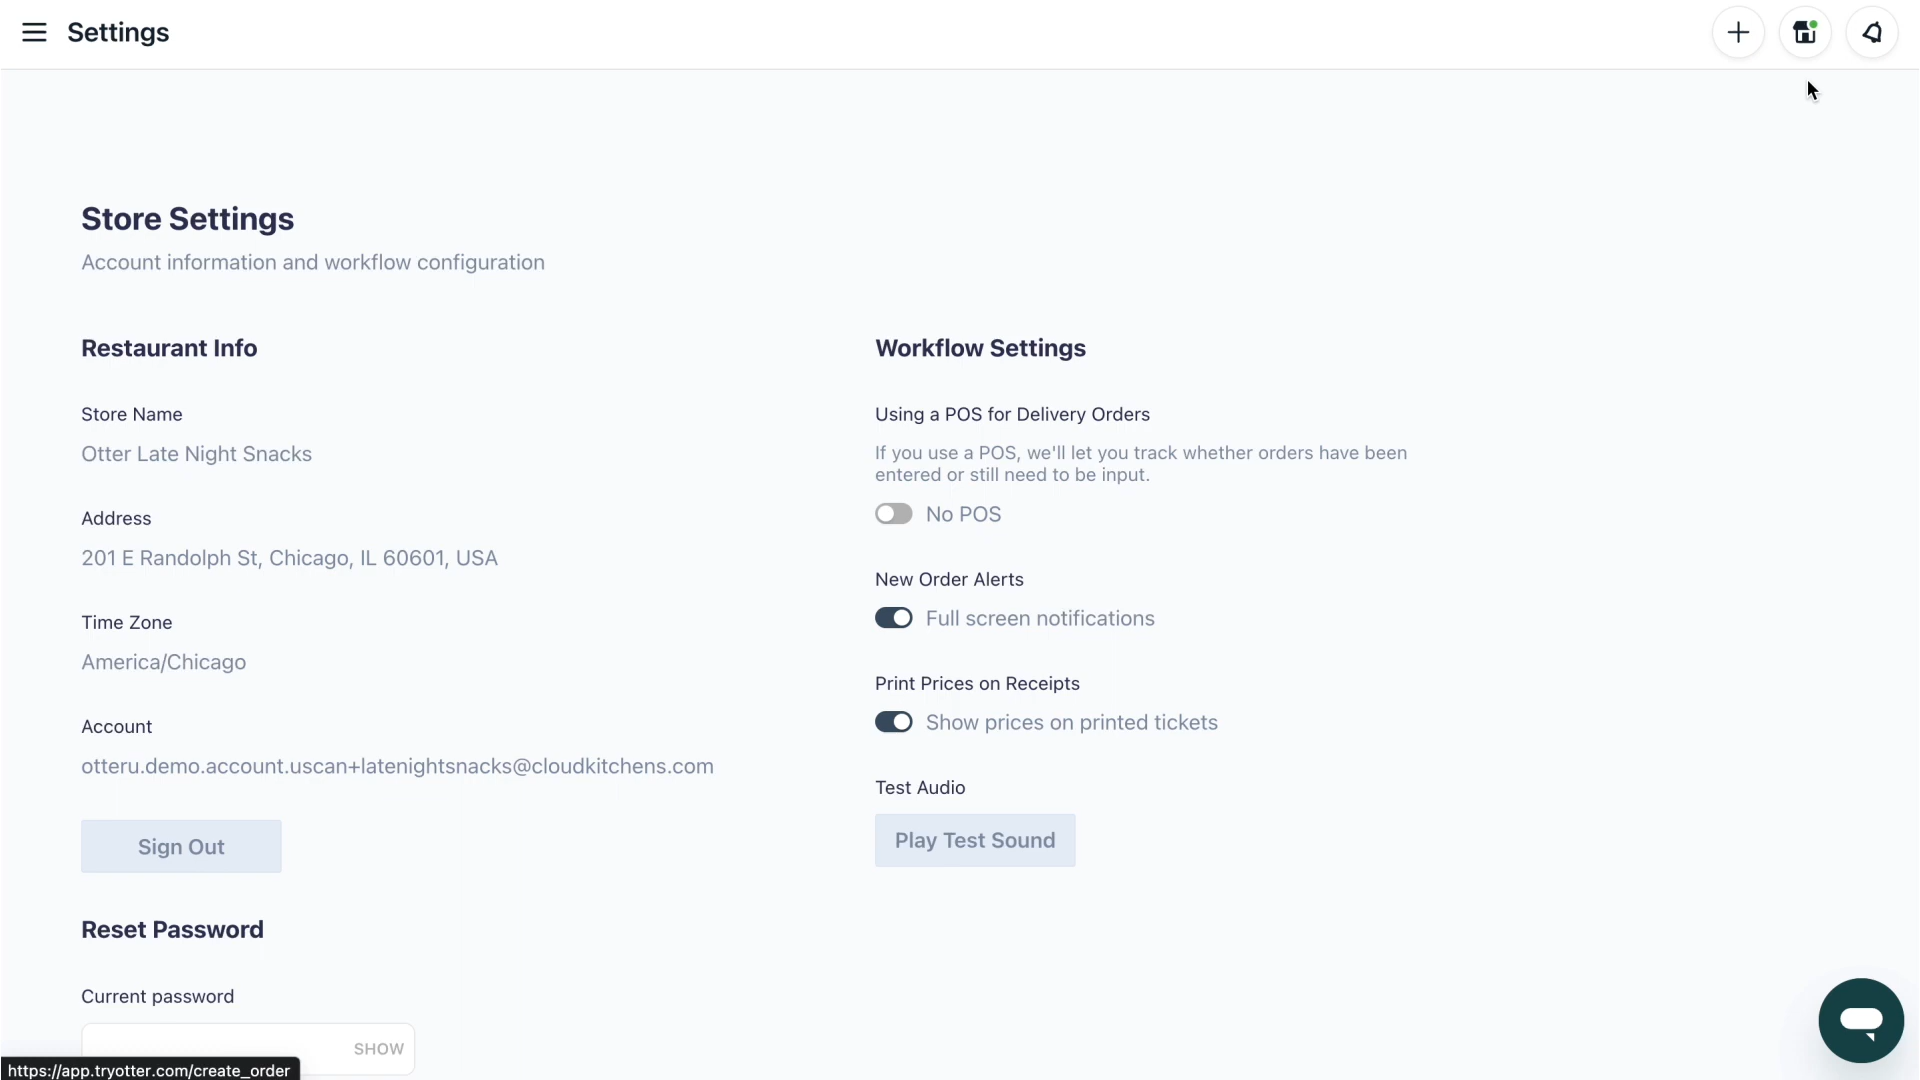 Settings
Store Settings
Account information and workflow configuration
Restaurant Info
Store Name
Otter Late Night Snacks
Address
201 E Randolph St, Chicago, IL 60601, USA
Time Zone
America/Chicago
Account
otteru.demo.account.uscan+latenightsnacks@cloudkitchens.com
Sign Out
Reset Password
Current password
SHOW
Workflow Settings
Using a POS for Delivery Orders
If you use a POS, we'll let you track whether orders have been
entered or still need to be input.
No POS
New Order Alerts
Full screen notifications
Print Prices on Receipts
Show prices on printed tickets
Test Audio
Play Test Sound
https://app.tryotter.com/create_order